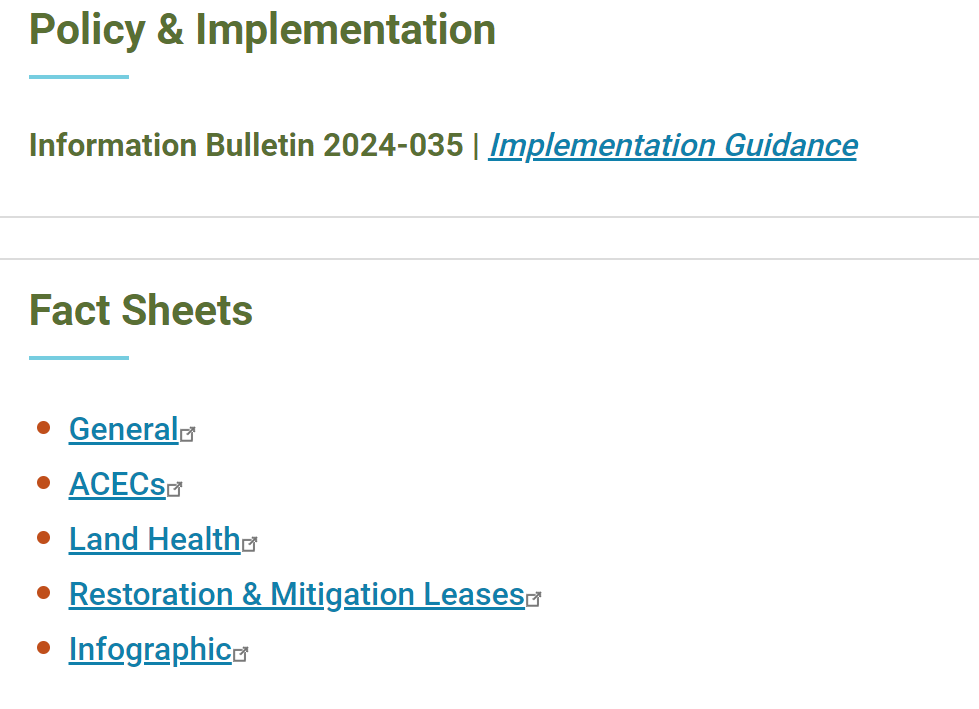 Policy & Implementation
Information Bulletin 2024-035 | Implementation Guidance
Fact Sheets
General
ACECs
Land Health
Restoration & Mitigation Leases
Infographic